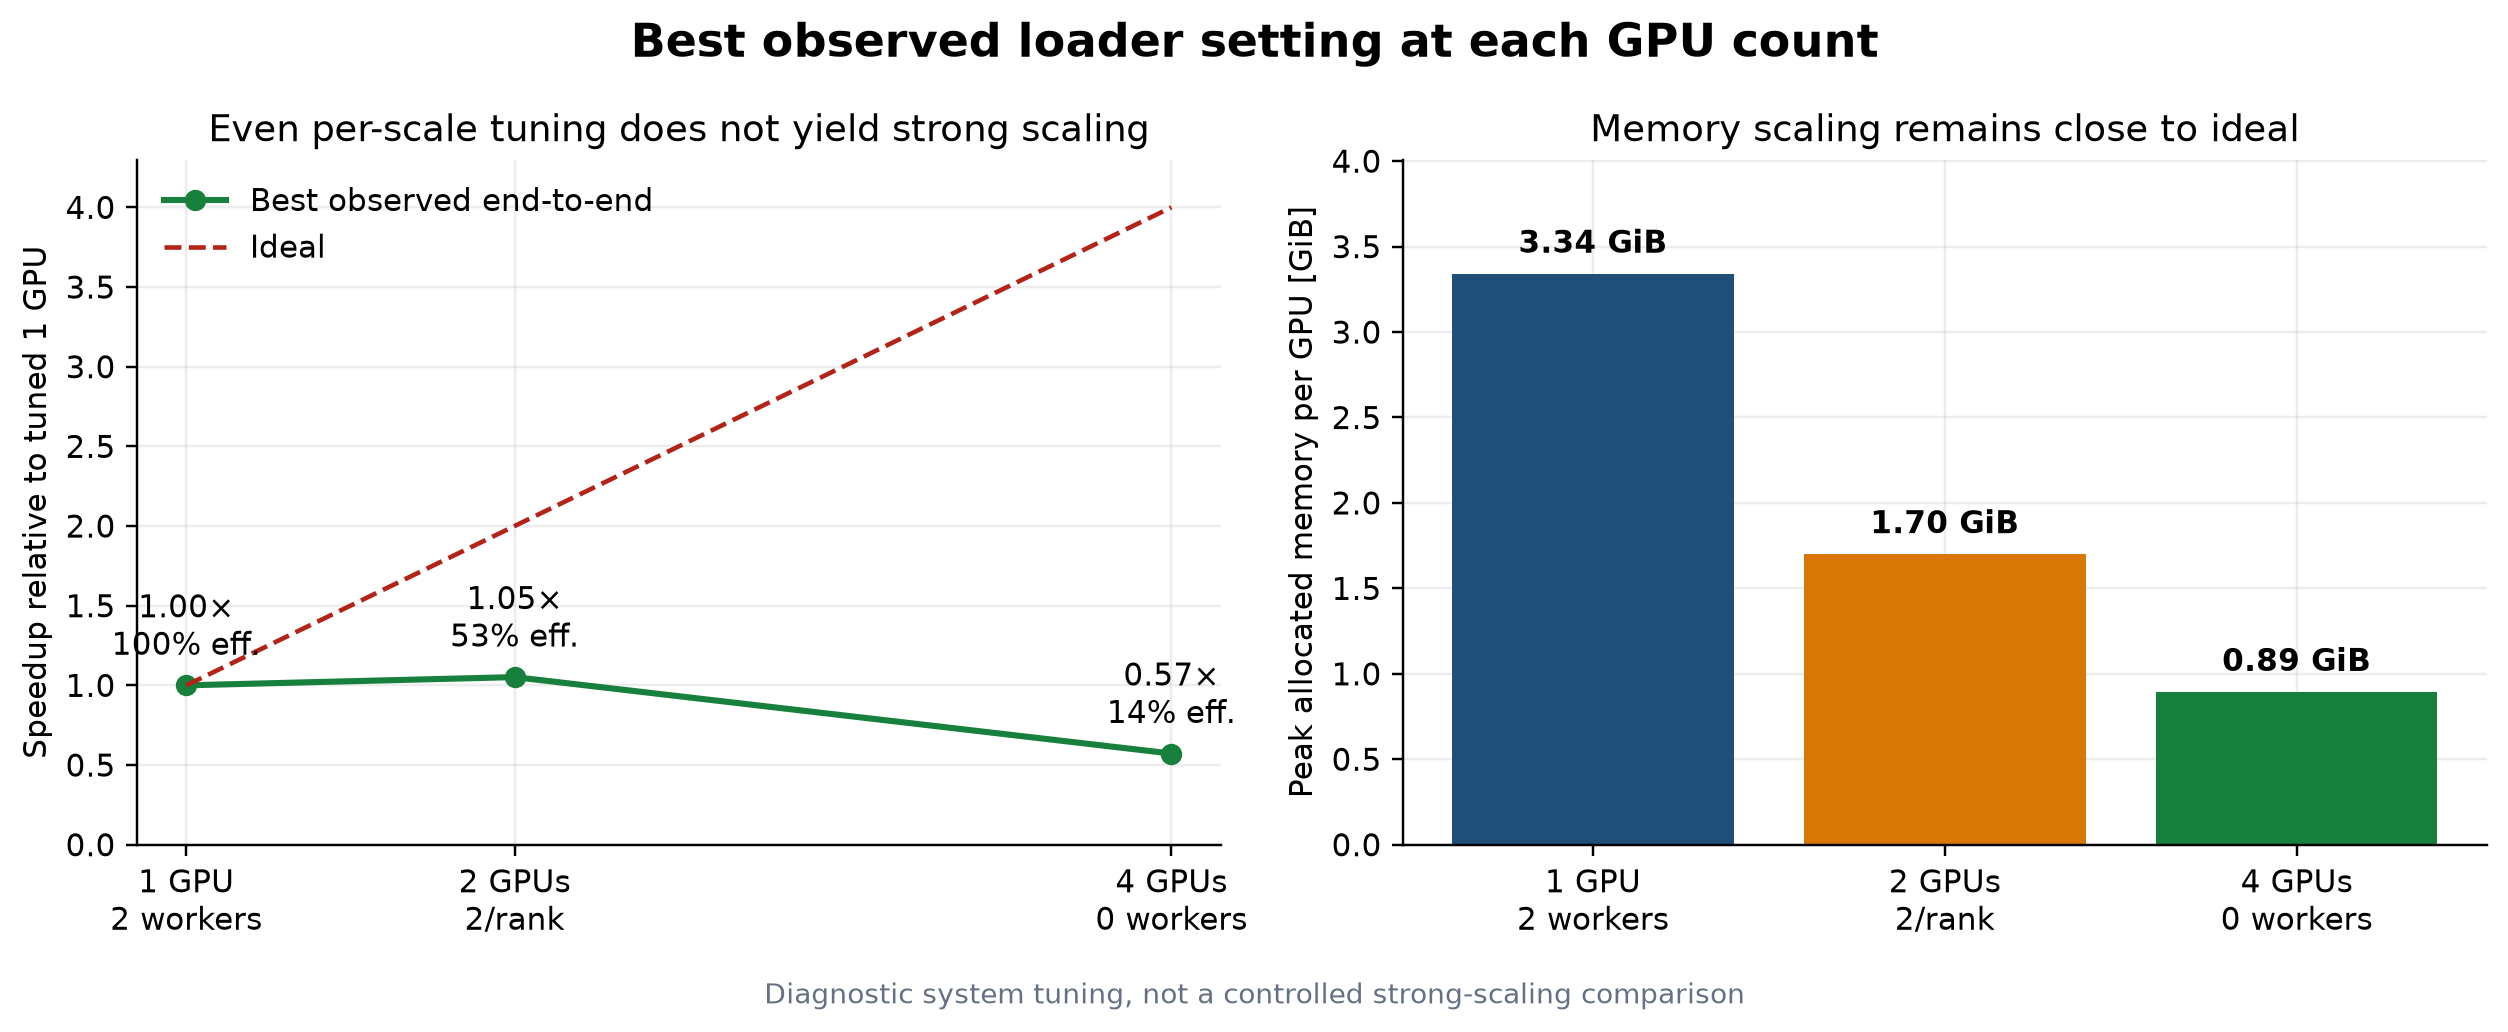 Best observed loader setting at each GPU count
Even per-scale tuning does not yield strong scaling
Speedup relative to tuned 1 GPU
4.0
3.5
3.0
2.5
2.0
1.5
1.0
0.5
0.0
Best observed end-to-end
Ideal
1.00×
100% eff.
1.05×
53% eff.
0.57×
14% eff.
1 GPU
2 workers
2 GPUs
2/rank
4 GPUs
0 workers
Memory scaling remains close to ideal
Peak allocated memory per GPU [GiB]
4.0
3.5
3.0
2.5
2.0
1.5
1.0
0.5
0.0
3.34 GiB
1.70 GiB
0.89 GiB
1 GPU
2 workers
2 GPUs
2/rank
4 GPUs
0 workers
Diagnostic system tuning, not a controlled strong-scaling comparison